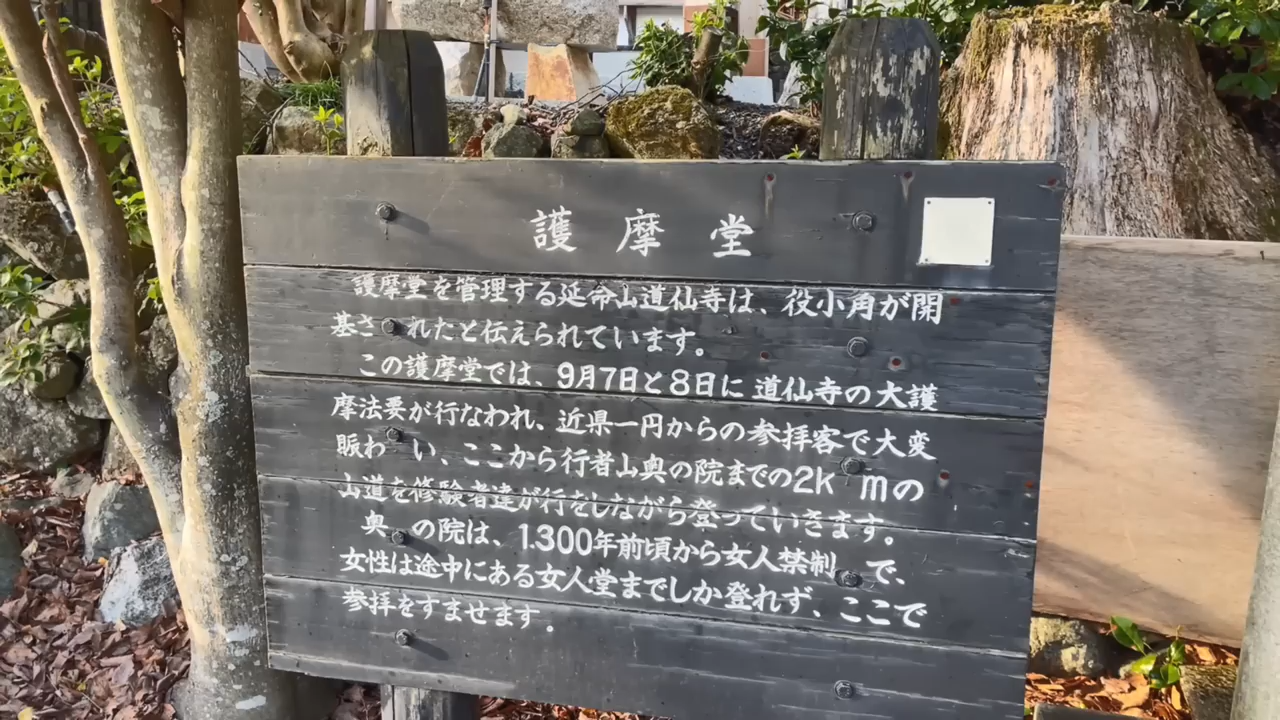 護摩堂
護摩堂を管理する延命山道仙寺は、役小角が開
基されたと伝えられています。
この護摩堂では、9月7日と8日に道仙寺の大護
摩法要が行なわれ、近県一円からの参拝客で大変
賑わい、ここから行者山奥の院までの2kmの
山道を修験者達が行をしながら登っていきます。
奥の院は、1.300年前頃から女人禁制で、
女性は途中にある女人堂までしか登れず、ここで
参拝をすませます。